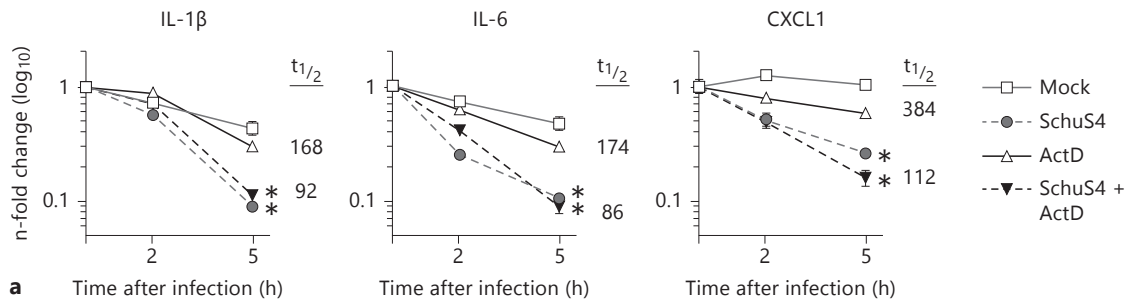 IL-1β
n-fold change (log10)
1
0.1
t1/2
168
92
*
*
2
5
Time after infection (h)
IL-6
1
0.1
t1/2
174
86
*
*
2
5
Time after infection (h)
CXCL1
1
0.1
t1/2
384
112
*
*
2
5
Time after infection (h)
Mock
SchuS4
ActD
SchuS4 +
ActD
a